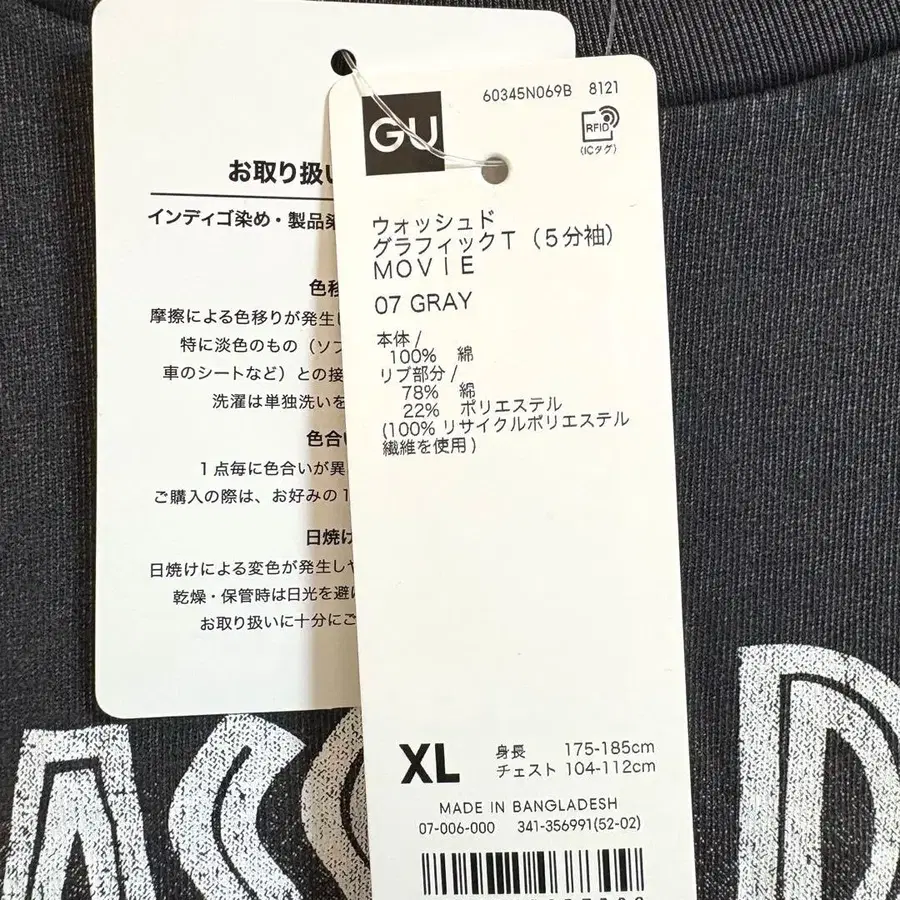 お取り扱い
インディゴ染め・製品染
色移
摩擦による色移りが発生し
特に淡色のもの（ソファ
車のシートなど）との接
洗濯は単独洗いを
色合い
1点毎に色合いが異
ご購入の際は、お好みの1
日焼け
日焼けによる変色が発生し
乾燥・保管時は日光を避
お取り扱いに十分にご
GU
60345N069B 8121
RFID
(ICタグ)
ウォッシュド
グラフィックT（5分袖）
MOVIE
07 GRAY
本体/
100% 綿
リブ部分/
78% 綿
22% ポリエステル
(100% リサイクルポリエステル
繊維を使用)
XL
身長 175-185cm
チェスト 104-112cm
MADE IN BANGLADESH
07-006-000 341-356991(52-02)